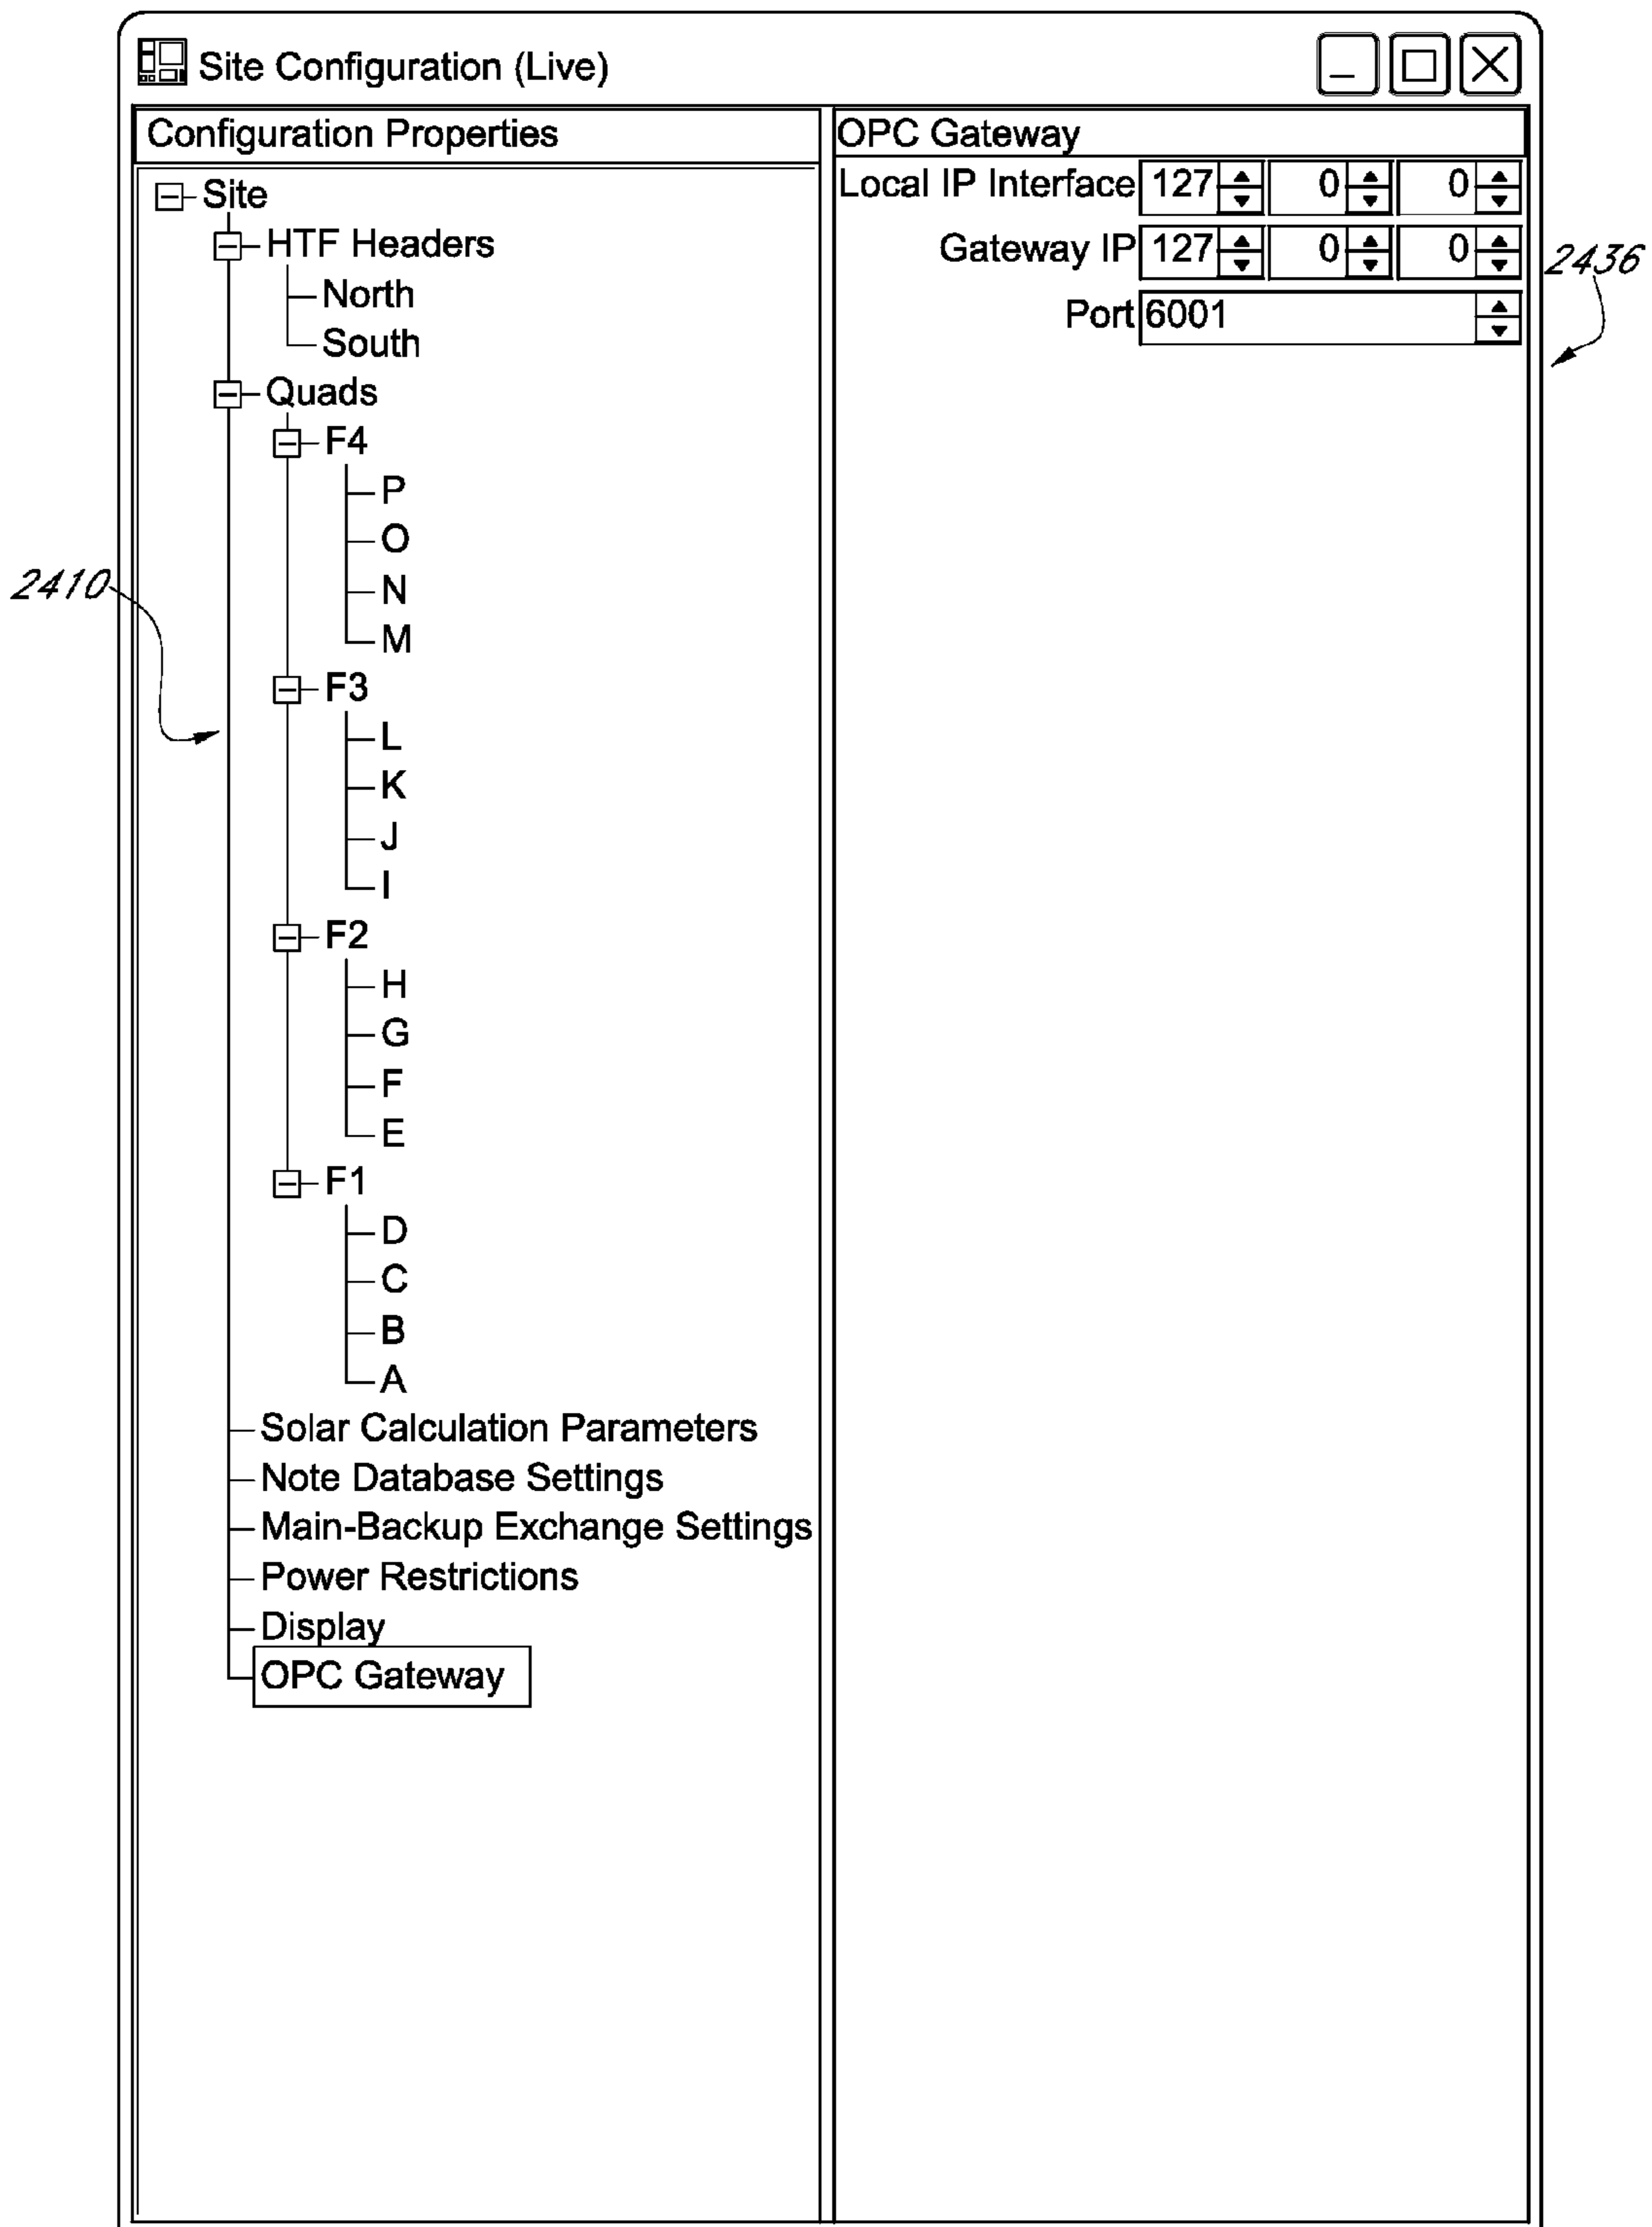 Site Configuration (Live)
Configuration Properties
Site
HTF Headers
North
South
Quads
F4
P
O
N
M
F3
L
K
J
I
F2
H
G
F
E
F1
D
C
B
A
Solar Calculation Parameters
Note Database Settings
Main-Backup Exchange Settings
Power Restrictions
Display
OPC Gateway
2410
OPC Gateway
Local IP Interface 127 0 0
Gateway IP 127 0 0
Port 6001
2436